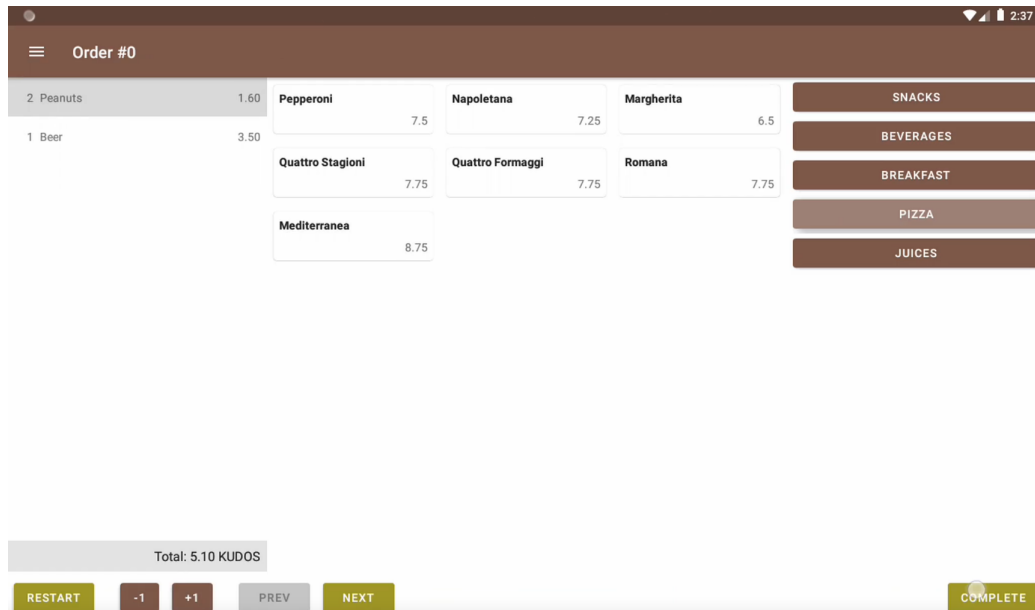 2:37
Order #0
2 Peanuts 1.60
1 Beer 3.50
Total: 5.10 KUDOS
Pepperoni
7.5
Napoletana
7.25
Margherita
6.5
Quattro Stagioni
7.75
Quattro Formaggi
7.75
Romana
7.75
Mediterranea
8.75
SNACKS
BEVERAGES
BREAKFAST
PIZZA
JUICES
RESTART
-1
+1
PREV
NEXT
COMPLETE